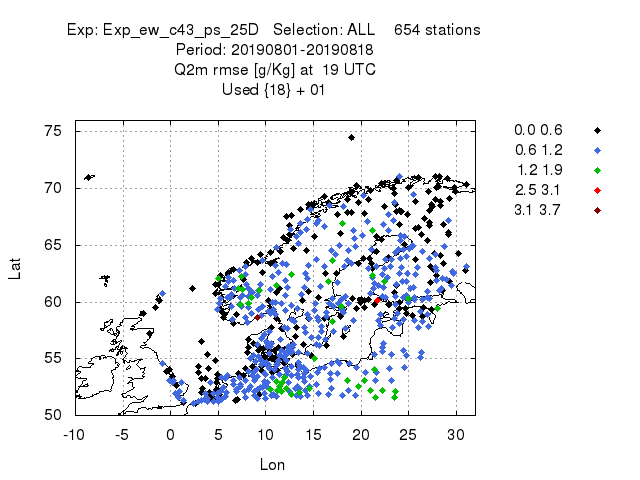 Exp: Exp_ew_c43_ps_25D Selection: ALL 654 stations
Period: 20190801-20190818
Q2m rmse [g/Kg] at 19 UTC
Used {18} + 01
0.0 0.6
0.6 1.2
1.2 1.9
2.5 3.1
3.1 3.7
75
70
65
60
55
50
Lat
-10 -5 0 5 10 15 20 25 30
Lon